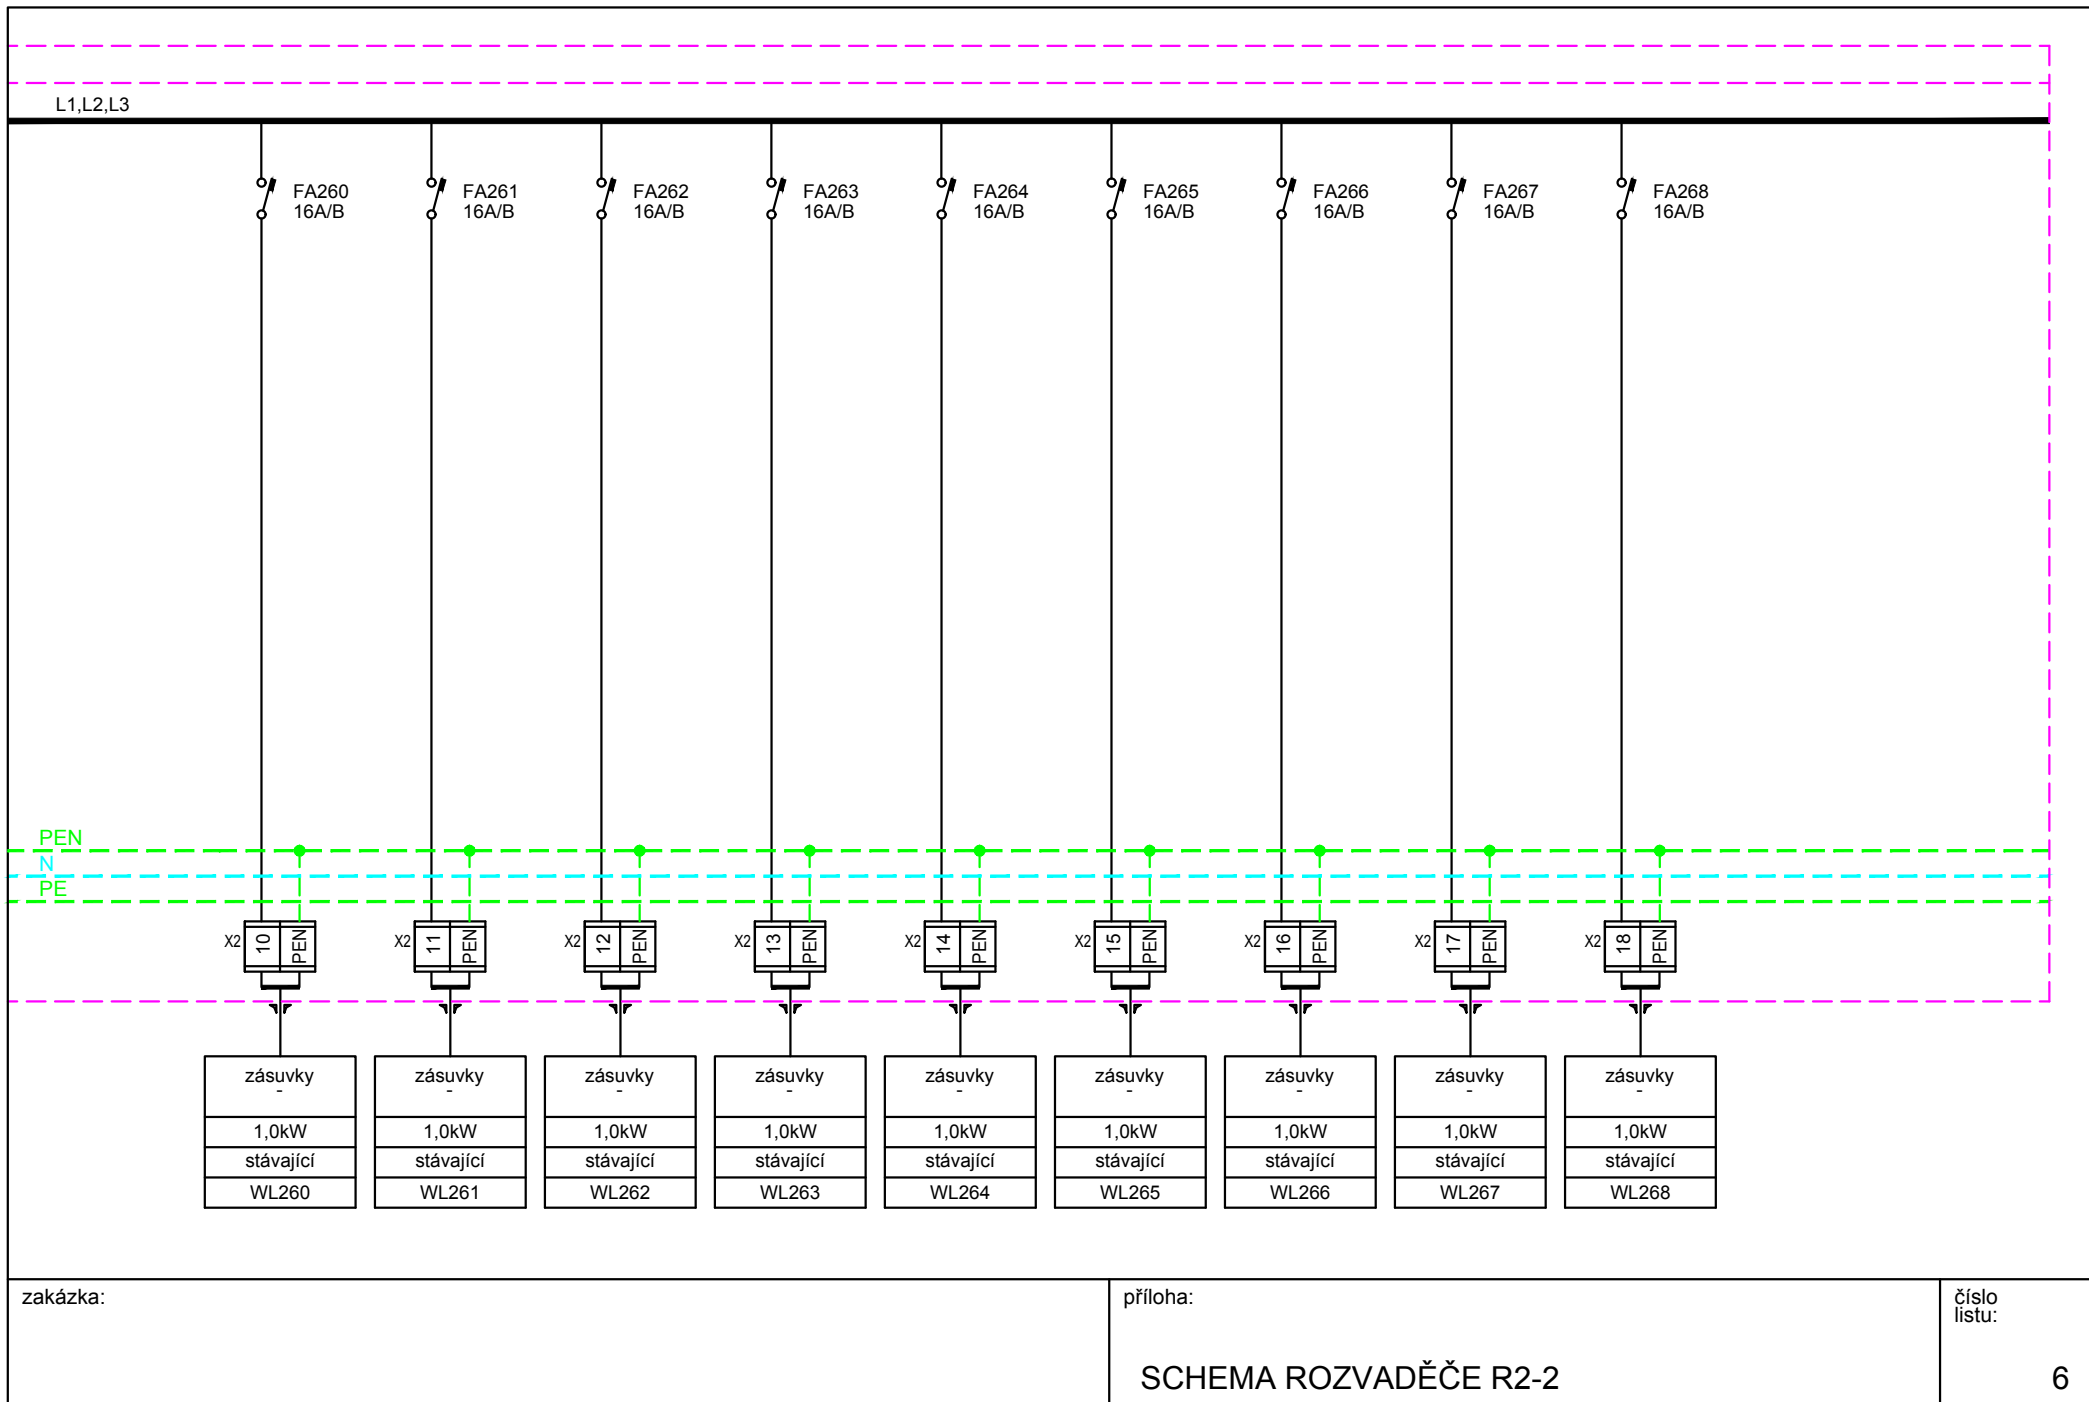 L1,L2,L3
FA260 FA261 FA262 FA263 FA264 FA265 FA266 FA267 FA268
16A/B 16A/B 16A/B 16A/B 16A/B 16A/B 16A/B 16A/B 16A/B
PEN
N
PE
X2 10 PEN X2 11 PEN X2 12 PEN X2 13 PEN X2 14 PEN X2 15 PEN X2 16 PEN X2 17 PEN X2 18 PEN
zásuvky zásuvky zásuvky zásuvky zásuvky zásuvky zásuvky zásuvky zásuvky
- - - - - - - - -
1,0kW 1,0kW 1,0kW 1,0kW 1,0kW 1,0kW 1,0kW 1,0kW 1,0kW
stávající stávající stávající stávající stávající stávající stávající stávající stávající
WL260 WL261 WL262 WL263 WL264 WL265 WL266 WL267 WL268
zakázka:
příloha:
SCHEMA ROZVADĚČE R2-2
číslo
listu:
6